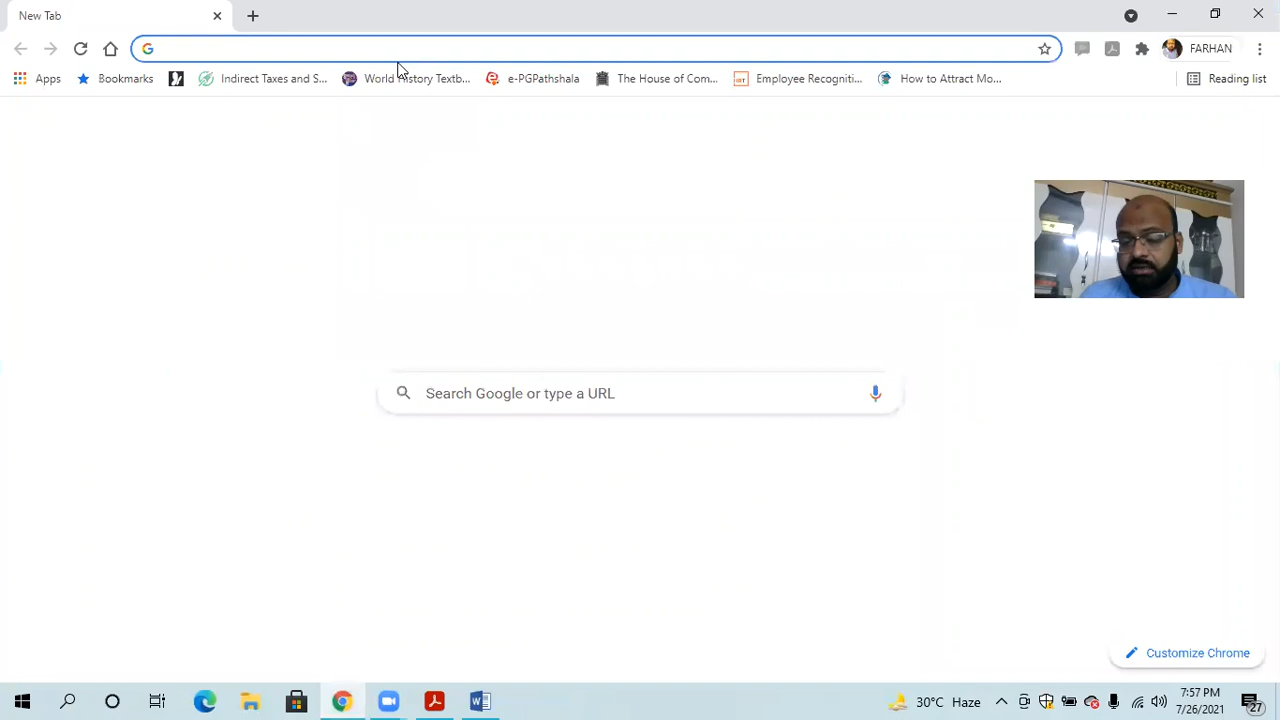 New Tab
FARHAN
Apps Bookmarks Indirect Taxes and S... World History Texts... e-PGPathshala The House of Com... Employee Recogniti... How to Attract Mo... Reading list
Search Google or type a URL
Customize Chrome
30°C Haze
7:57 PM
7/26/2021
27